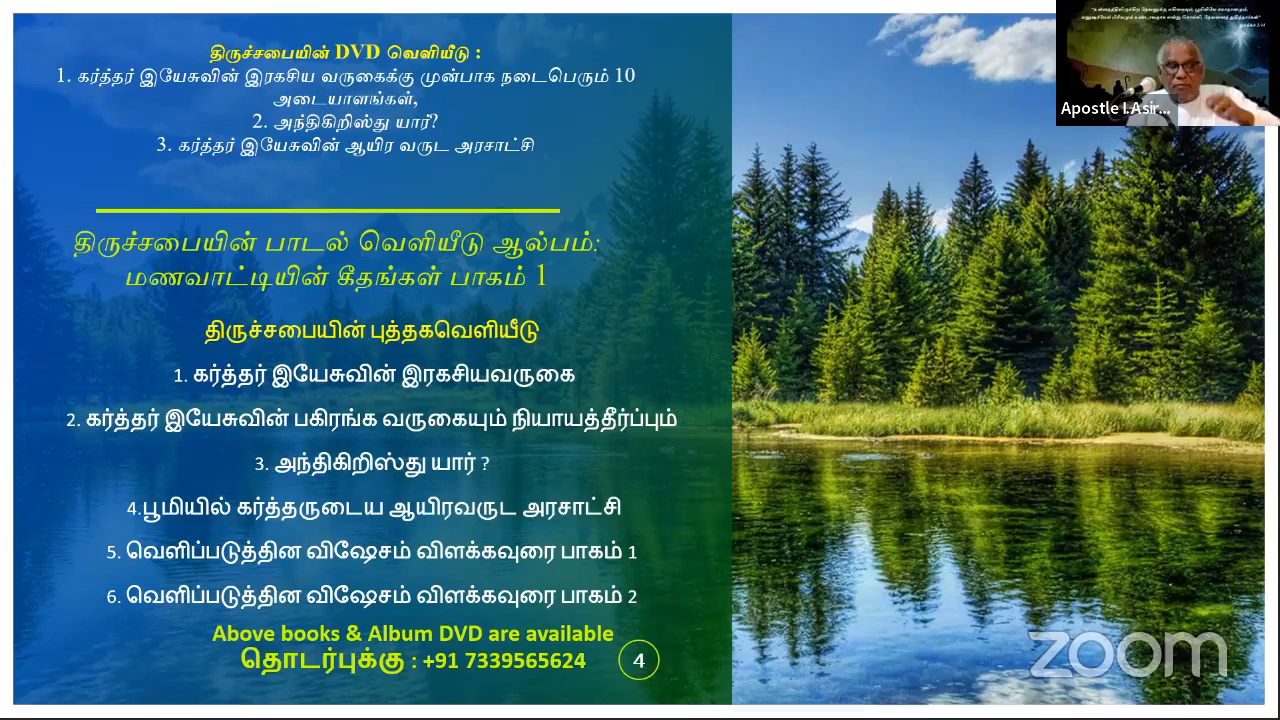 திருச்சபையின் DVD வெளியீடு :
1. கர்த்தர் இயேசுவின் இரகசிய வருகைக்கு முன்பாக நடைபெரும் 10
அடையாளங்கள்,
2. அந்திகிறிஸ்து யார்?
3. கர்த்தர் இயேசுவின் ஆயிர வருட அரசாட்சி
திருச்சபையின் பாடல் வெளியீடு ஆல்பம்:
மணவாட்டியின் கீதங்கள் பாகம் 1
திருச்சபையின் புத்தகவெளியீடு
1. கர்த்தர் இயேசுவின் இரகசியவருகை
2. கர்த்தர் இயேசுவின் பகிரங்க வருகையும் நியாயத்தீர்ப்பும்
3. அந்திகிறிஸ்து யார் ?
4.பூமியில் கர்த்தருடைய ஆயிரவருட அரசாட்சி
5. வெளிப்படுத்தின விஷேசம் விளக்கவுரை பாகம் 1
6. வெளிப்படுத்தின விஷேசம் விளக்கவுரை பாகம் 2
Above books & Album DVD are available
தொடர்புக்கு : +91 7339565624
4
Apostle I.Asir...
zoom